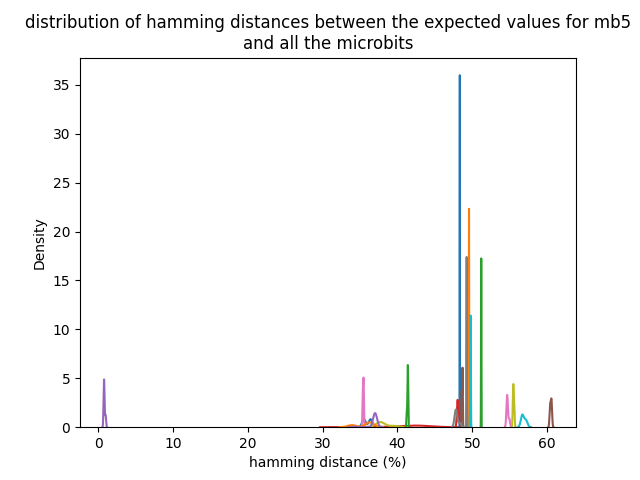 distribution of hamming distances between the expected values for mb5
and all the microbits
Density
35
30
25
20
15
10
5
0
0 10 20 30 40 50 60
hamming distance (%)